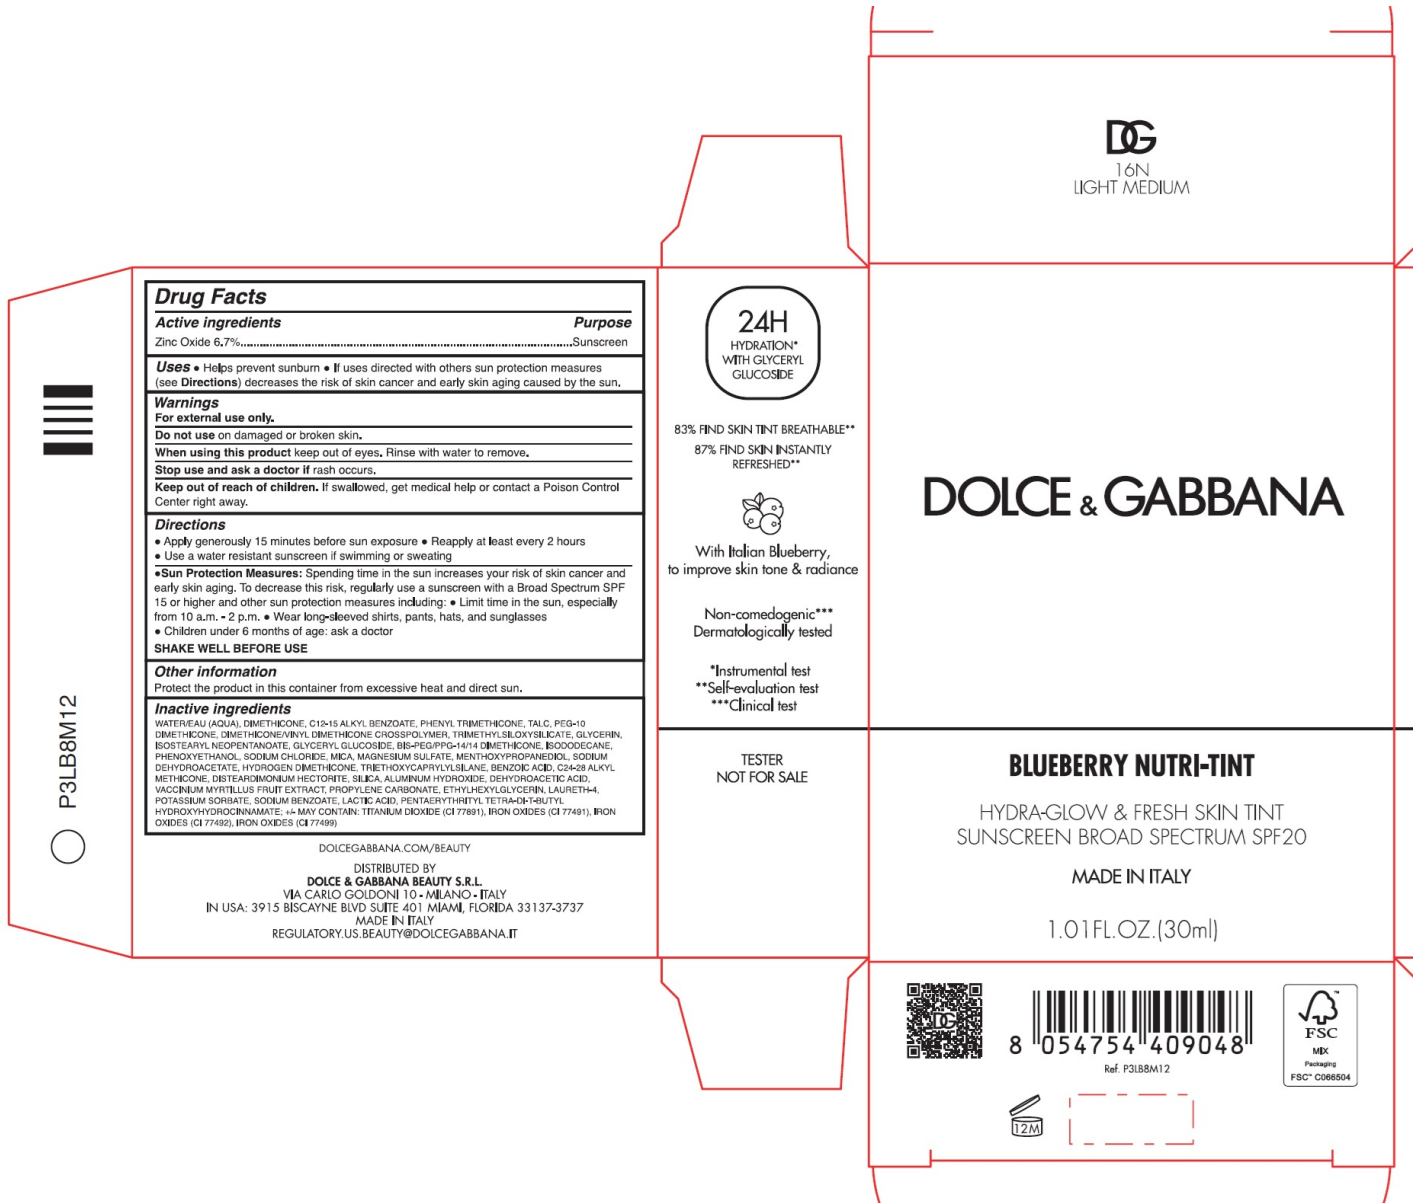 DG
16N
LIGHT MEDIUM
Drug Facts
Active ingredients Purpose
Zinc Oxide 6.7%..........................................................................................Sunscreen
Uses ● Helps prevent sunburn ● If uses directed with others sun protection measures
(see Directions) decreases the risk of skin cancer and early skin aging caused by the sun.
Warnings
For external use only.
Do not use on damaged or broken skin.
When using this product keep out of eyes. Rinse with water to remove.
Stop use and ask a doctor if rash occurs.
Keep out of reach of children. If swallowed, get medical help or contact a Poison Control
Center right away.
Directions
● Apply generously 15 minutes before sun exposure ● Reapply at least every 2 hours
● Use a water resistant sunscreen if swimming or sweating
●Sun Protection Measures: Spending time in the sun increases your risk of skin cancer and
early skin aging. To decrease this risk, regularly use a sunscreen with a Broad Spectrum SPF
15 or higher and other sun protection measures including: ● Limit time in the sun, especially
from 10 a.m. - 2 p.m. ● Wear long-sleeved shirts, pants, hats, and sunglasses
● Children under 6 months of age: ask a doctor
SHAKE WELL BEFORE USE
Other information
Protect the product in this container from excessive heat and direct sun.
Inactive ingredients
WATER/EAU (AQUA), DIMETHICONE, C12-15 ALKYL BENZOATE, PHENYL TRIMETHICONE, TALC, PEG-10
DIMETHICONE, DIMETHICONE/VINYL DIMETHICONE CROSSPOLYMER, TRIMETHYLSILOXYSILICATE, GLYCERIN,
ISOSTEARYL NEOPENTANOATE, GLYCERYL GLUCOSIDE, BIS-PEG/PPG-14/14 DIMETHICONE, ISODODECANE,
PHENOXYETHANOL, SODIUM CHLORIDE, MICA, MAGNESIUM SULFATE, MENTHOXYPROPANEDIOL, SODIUM
DEHYDROACETATE, HYDROGEN DIMETHICONE, TRIETHOXYCAPRYLYLSILANE, BENZOIC ACID, C24-28 ALKYL
METHICONE, DISTEARDIMONIUM HECTORITE, SILICA, ALUMINUM HYDROXIDE, DEHYDROACETIC ACID,
VACCINIUM MYRTILLUS FRUIT EXTRACT, PROPYLENE CARBONATE, ETHYLHEXYLGLYCERIN, LAURETH-4,
POTASSIUM SORBATE, SODIUM BENZOATE, LACTIC ACID, PENTAERYTHRITYL TETRA-DI-T-BUTYL
HYDROXYHYDROCINNAMATE; +/- MAY CONTAIN: TITANIUM DIOXIDE (CI 77891), IRON OXIDES (CI 77491), IRON
OXIDES (CI 77492), IRON OXIDES (CI 77499)
DOLCEGABBANA.COM/BEAUTY
DISTRIBUTED BY
DOLCE & GABBANA BEAUTY S.R.L.
VIA CARLO GOLDONI 10 - MILANO - ITALY
IN USA: 3915 BISCAYNE BLVD SUITE 401 MIAMI, FLORIDA 33137-3737
MADE IN ITALY
REGULATORY.US.BEAUTY@DOLCEGABBANA.IT
P3LB8M12
24H
HYDRATION*
WITH GLYCERYL
GLUCOSIDE
83% FIND SKIN TINT BREATHABLE**
87% FIND SKIN INSTANTLY
REFRESHED**
With Italian Blueberry,
to improve skin tone & radiance
Non-comedogenic***
Dermatologically tested
*Instrumental test
**Self-evaluation test
***Clinical test
TESTER
NOT FOR SALE
DOLCE & GABBANA
BLUEBERRY NUTRI-TINT
HYDRA-GLOW & FRESH SKIN TINT
SUNSCREEN BROAD SPECTRUM SPF20
MADE IN ITALY
1.01FL.OZ.(30ml)
DG
8 054754 409048
Ref. P3LB8M12
FSC
MIX
Packaging
FSC™ C066504
12M